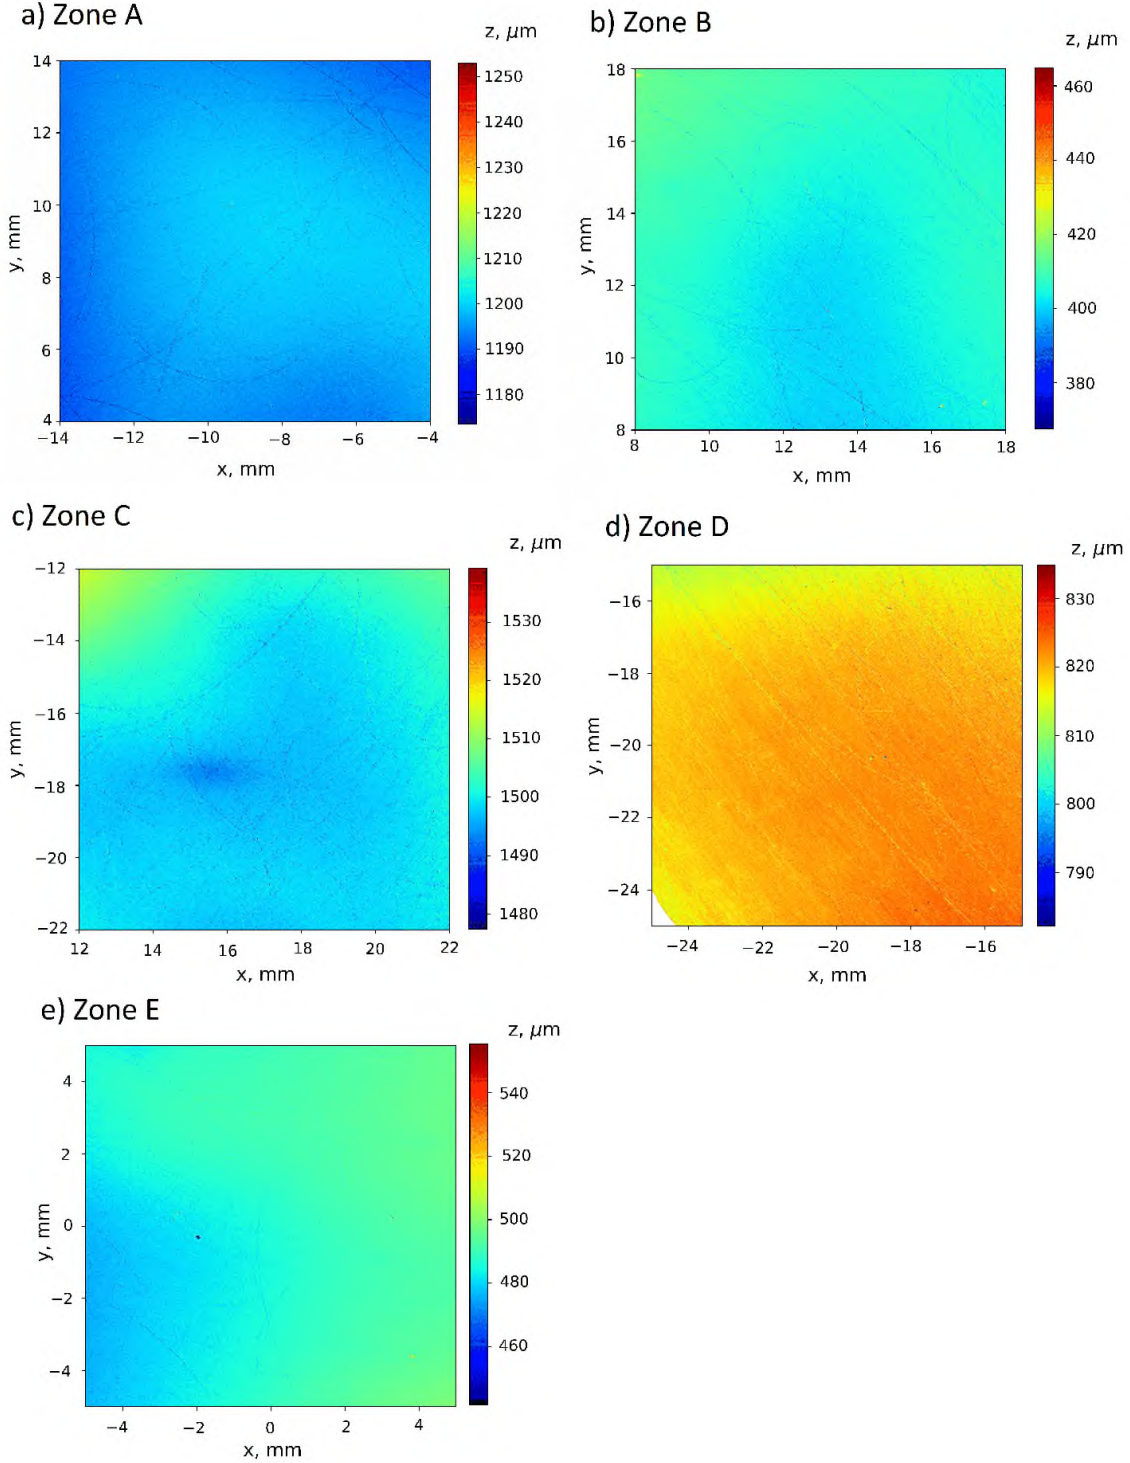 a) Zone A
z, μm
14
12
10
8
6
4
y, mm
−14 −12 −10 −8 −6 −4
x, mm
1250
1240
1230
1220
1210
1200
1190
1180
b) Zone B
z, μm
18
16
14
12
10
8
y, mm
8 10 12 14 16 18
x, mm
460
440
420
400
380
c) Zone C
z, μm
−12
−14
−16
−18
−20
−22
y, mm
12 14 16 18 20 22
x, mm
1530
1520
1510
1500
1490
1480
d) Zone D
z, μm
−16
−18
−20
−22
−24
y, mm
−24 −22 −20 −18 −16
x, mm
830
820
810
800
790
e) Zone E
z, μm
4
2
0
−2
−4
y, mm
−4 −2 0 2 4
x, mm
540
520
500
480
460